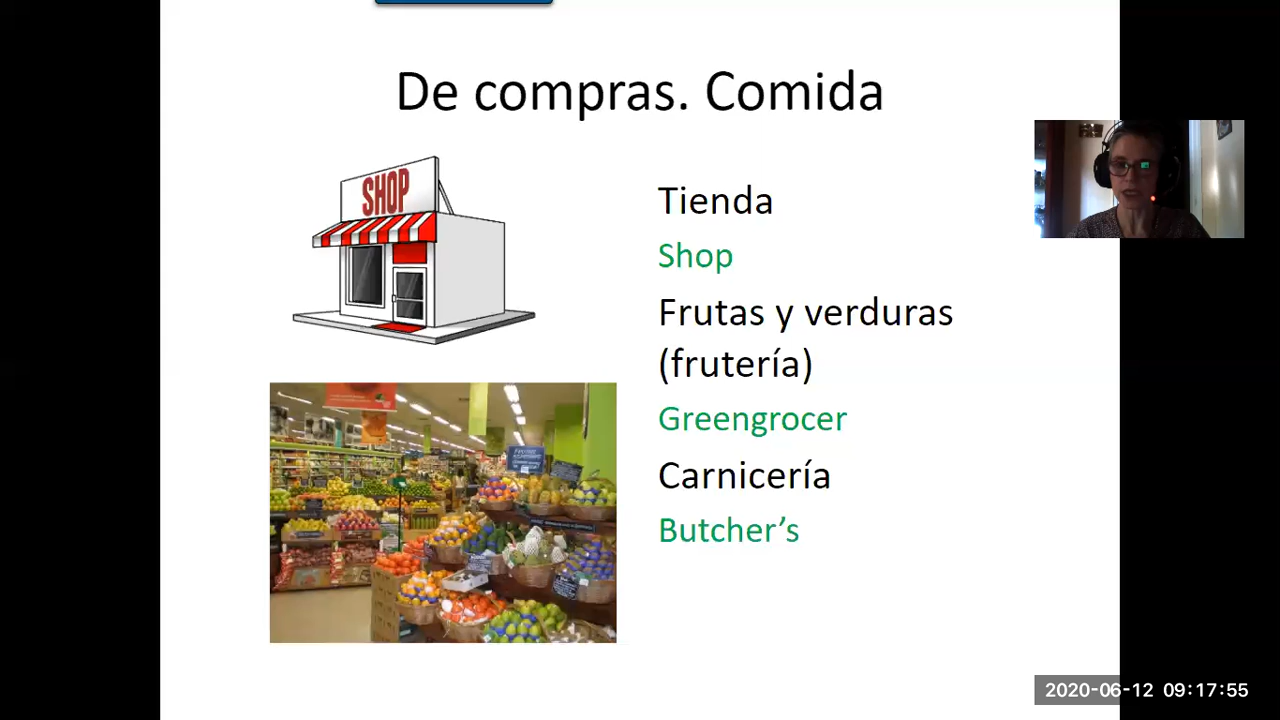 De compras. Comida
SHOP
Tienda
Shop
Frutas y verduras
(frutería)
Greengrocer
Carnicería
Butcher's
2020-06-12 09:17:55